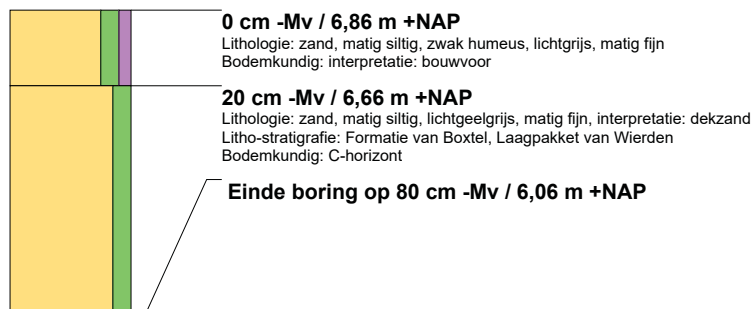 0 cm -Mv / 6,86 m +NAP
Lithologie: zand, matig siltig, zwak humeus, lichtgrijs, matig fijn
Bodemkundig: interpretatie: bouwvoor
20 cm -Mv / 6,66 m +NAP
Lithologie: zand, matig siltig, lichtgeelgrijs, matig fijn, interpretatie: dekzand
Litho-stratigrafie: Formatie van Boxtel, Laagpakket van Wierden
Bodemkundig: C-horizont
Einde boring op 80 cm -Mv / 6,06 m +NAP